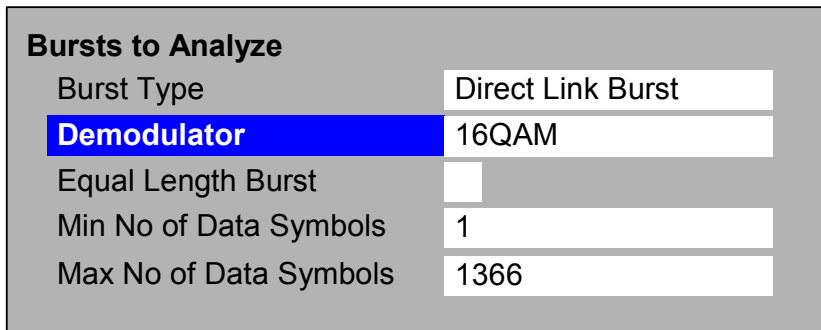 Bursts to Analyze
Burst Type Direct Link Burst
Demodulator 16QAM
Equal Length Burst
Min No of Data Symbols 1
Max No of Data Symbols 1366